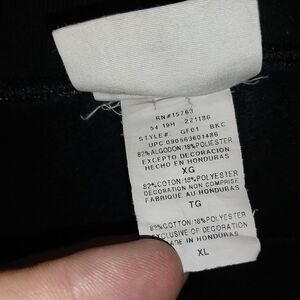 RN#15763
54 19H 221186
STYLE#: GF01 BKC
UPC 090563601486
82% ALGODON:18% POLIESTER
EXCEPTO DECORACION
HECHO EN HONDURAS
XG
82%COTON:18%POLYESTER
DECORATION NON COMPRISE
FABRIQUE AU HONDURAS
TG
82%COTTON:18%POLYESTER
EXCLUSIVE OF DECORATION
MADE IN HONDURAS
XL